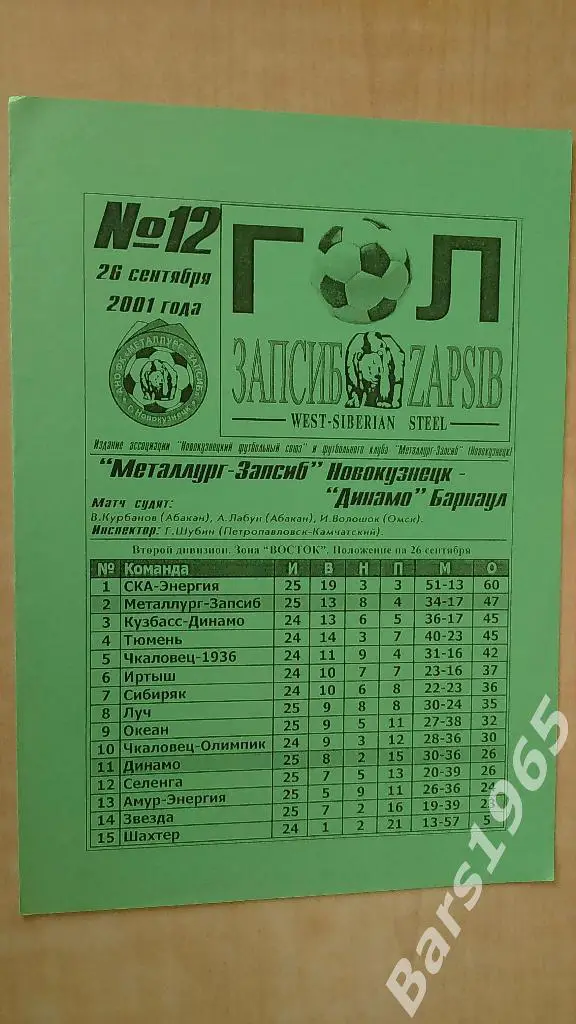 №12
26 сентября
2001 года
ГОЛ
ЗАПСИБ ZAPSIB
WEST-SIBERIAN STEEL
АНО ФК "МЕТАЛЛУРГ-ЗАПСИБ"
г. Новокузнецк
Издание ассоциации "Новокузнецкий футбольный союз" и футбольного клуба "Металлург-Запсиб" (Новокузнецк)
"Металлург-Запсиб" Новокузнецк -
"Динамо" Барнаул
Матч судят:
В.Курбанов (Абакан), А.Лабун (Абакан), И.Волошок (Омск).
Инспектор: Г.Шубин (Петропавловск-Камчатский).
Второй дивизион. Зона "ВОСТОК". Положение на 26 сентября
№ Команда И В Н П М О
1 СКА-Энергия 25 19 3 3 51-13 60
2 Металлург-Запсиб 25 13 8 4 34-17 47
3 Кузбасс-Динамо 24 13 6 5 36-17 45
4 Тюмень 24 14 3 7 40-23 45
5 Чкаловец-1936 24 11 9 4 31-16 42
6 Иртыш 24 10 7 7 23-16 37
7 Сибиряк 24 10 6 8 22-23 36
8 Луч 25 9 8 8 30-24 35
9 Океан 25 9 5 11 27-38 32
10 Чкаловец-Олимпик 24 9 3 12 28-36 30
11 Динамо 25 8 2 15 30-36 26
12 Селенга 25 7 5 13 20-39 26
13 Амур-Энергия 25 5 9 11 26-36 24
14 Звезда 25 7 2 16 19-39 23
15 Шахтер 24 1 2 21 13-57 5
Bars1965